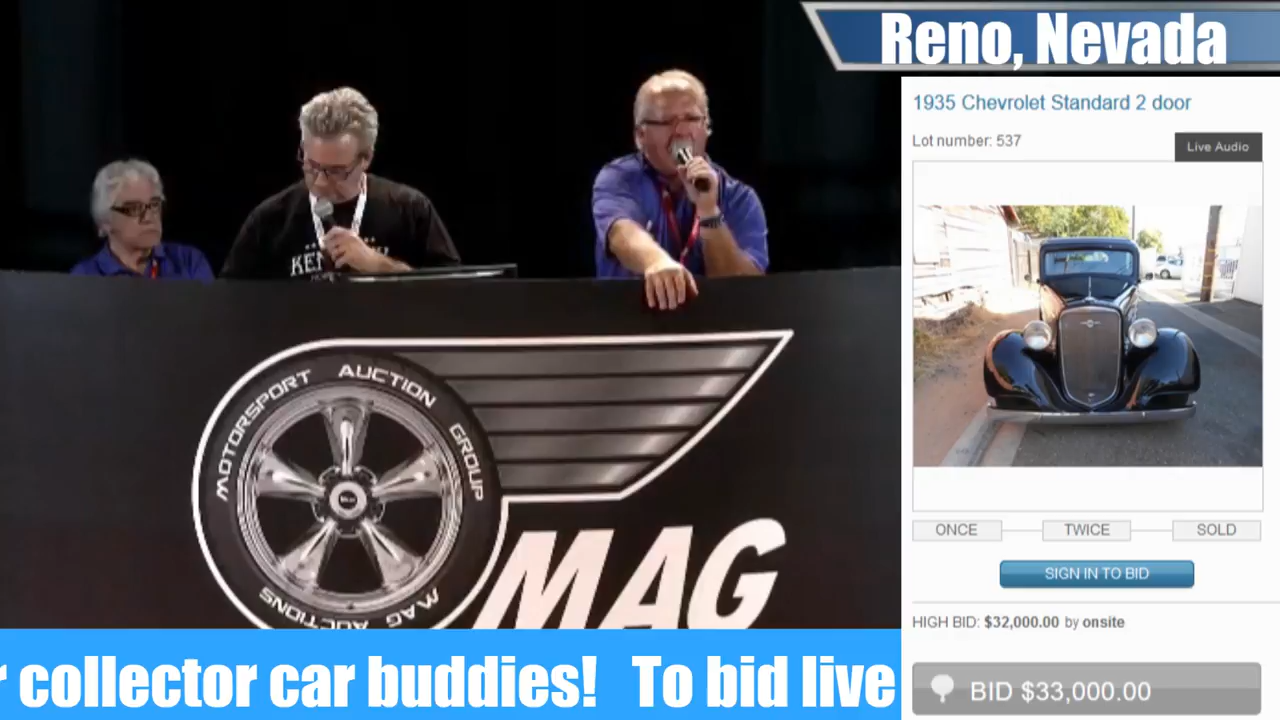 Reno, Nevada
1935 Chevrolet Standard 2 door
Lot number: 537
Live Audio
MOTORSPORT AUCTION GROUP
MAG AUCTIONS
MAG
ONCE
TWICE
SOLD
SIGN IN TO BID
HIGH BID: $32,000.00 by onsite
BID $33,000.00
collector car buddies! To bid live